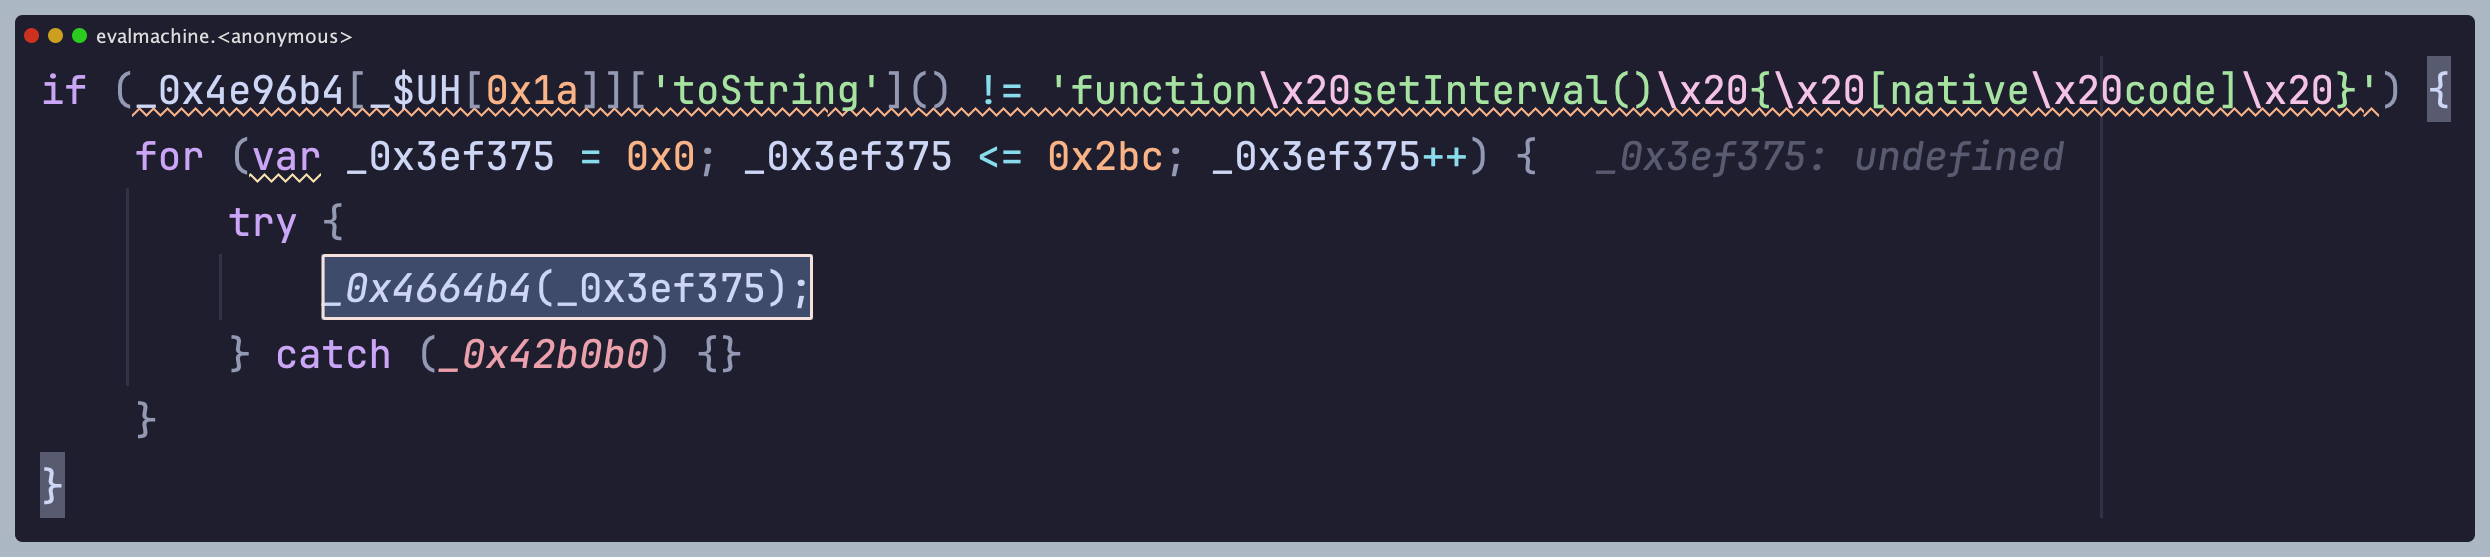 evalmachine.<anonymous>
if (_0x4e96b4[_$UH[0x1a]]['toString']() != 'function\x20setInterval()\x20{\x20[native\x20code]\x20}') {
for (var _0x3ef375 = 0x0; _0x3ef375 <= 0x2bc; _0x3ef375++) { _0x3ef375: undefined
try {
_0x4664b4(_0x3ef375);
} catch (_0x42b0b0) {}
}
}